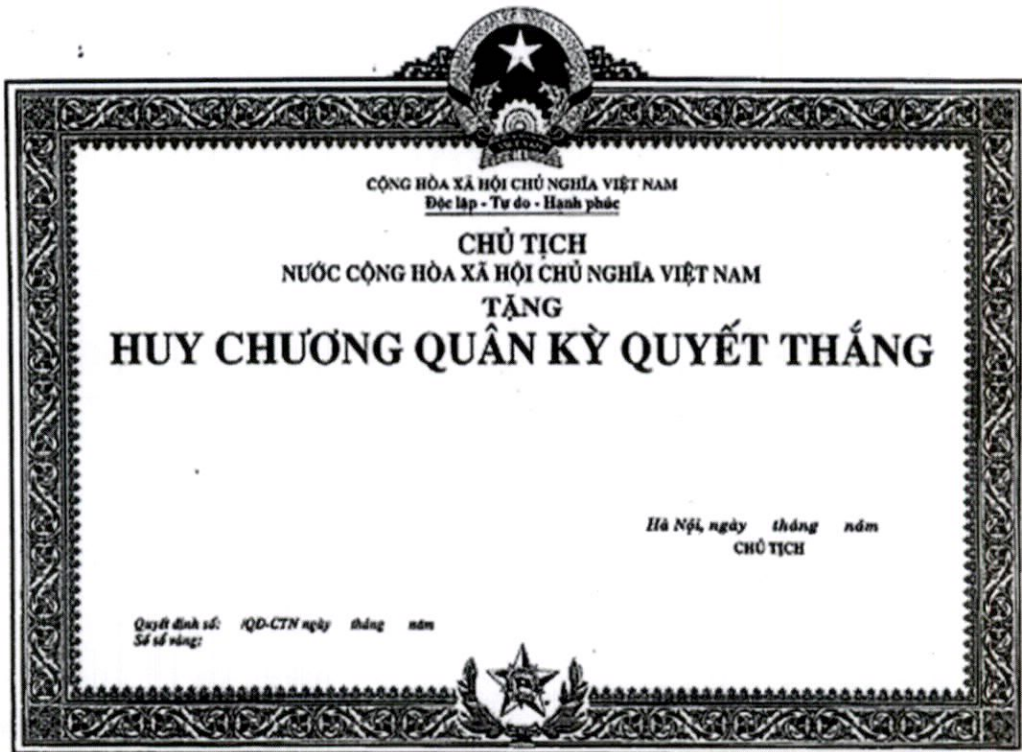 CỘNG HÒA XÃ HỘI CHỦ NGHĨA VIỆT NAM
Độc lập - Tự do - Hạnh phúc
CHỦ TỊCH
NƯỚC CỘNG HÒA XÃ HỘI CHỦ NGHĨA VIỆT NAM
TẶNG
HUY CHƯƠNG QUÂN KỲ QUYẾT THẮNG
Hà Nội, ngày tháng năm
CHỦ TỊCH
Quyết định số: /QD-CTN ngày tháng năm
Số sổ vàng: